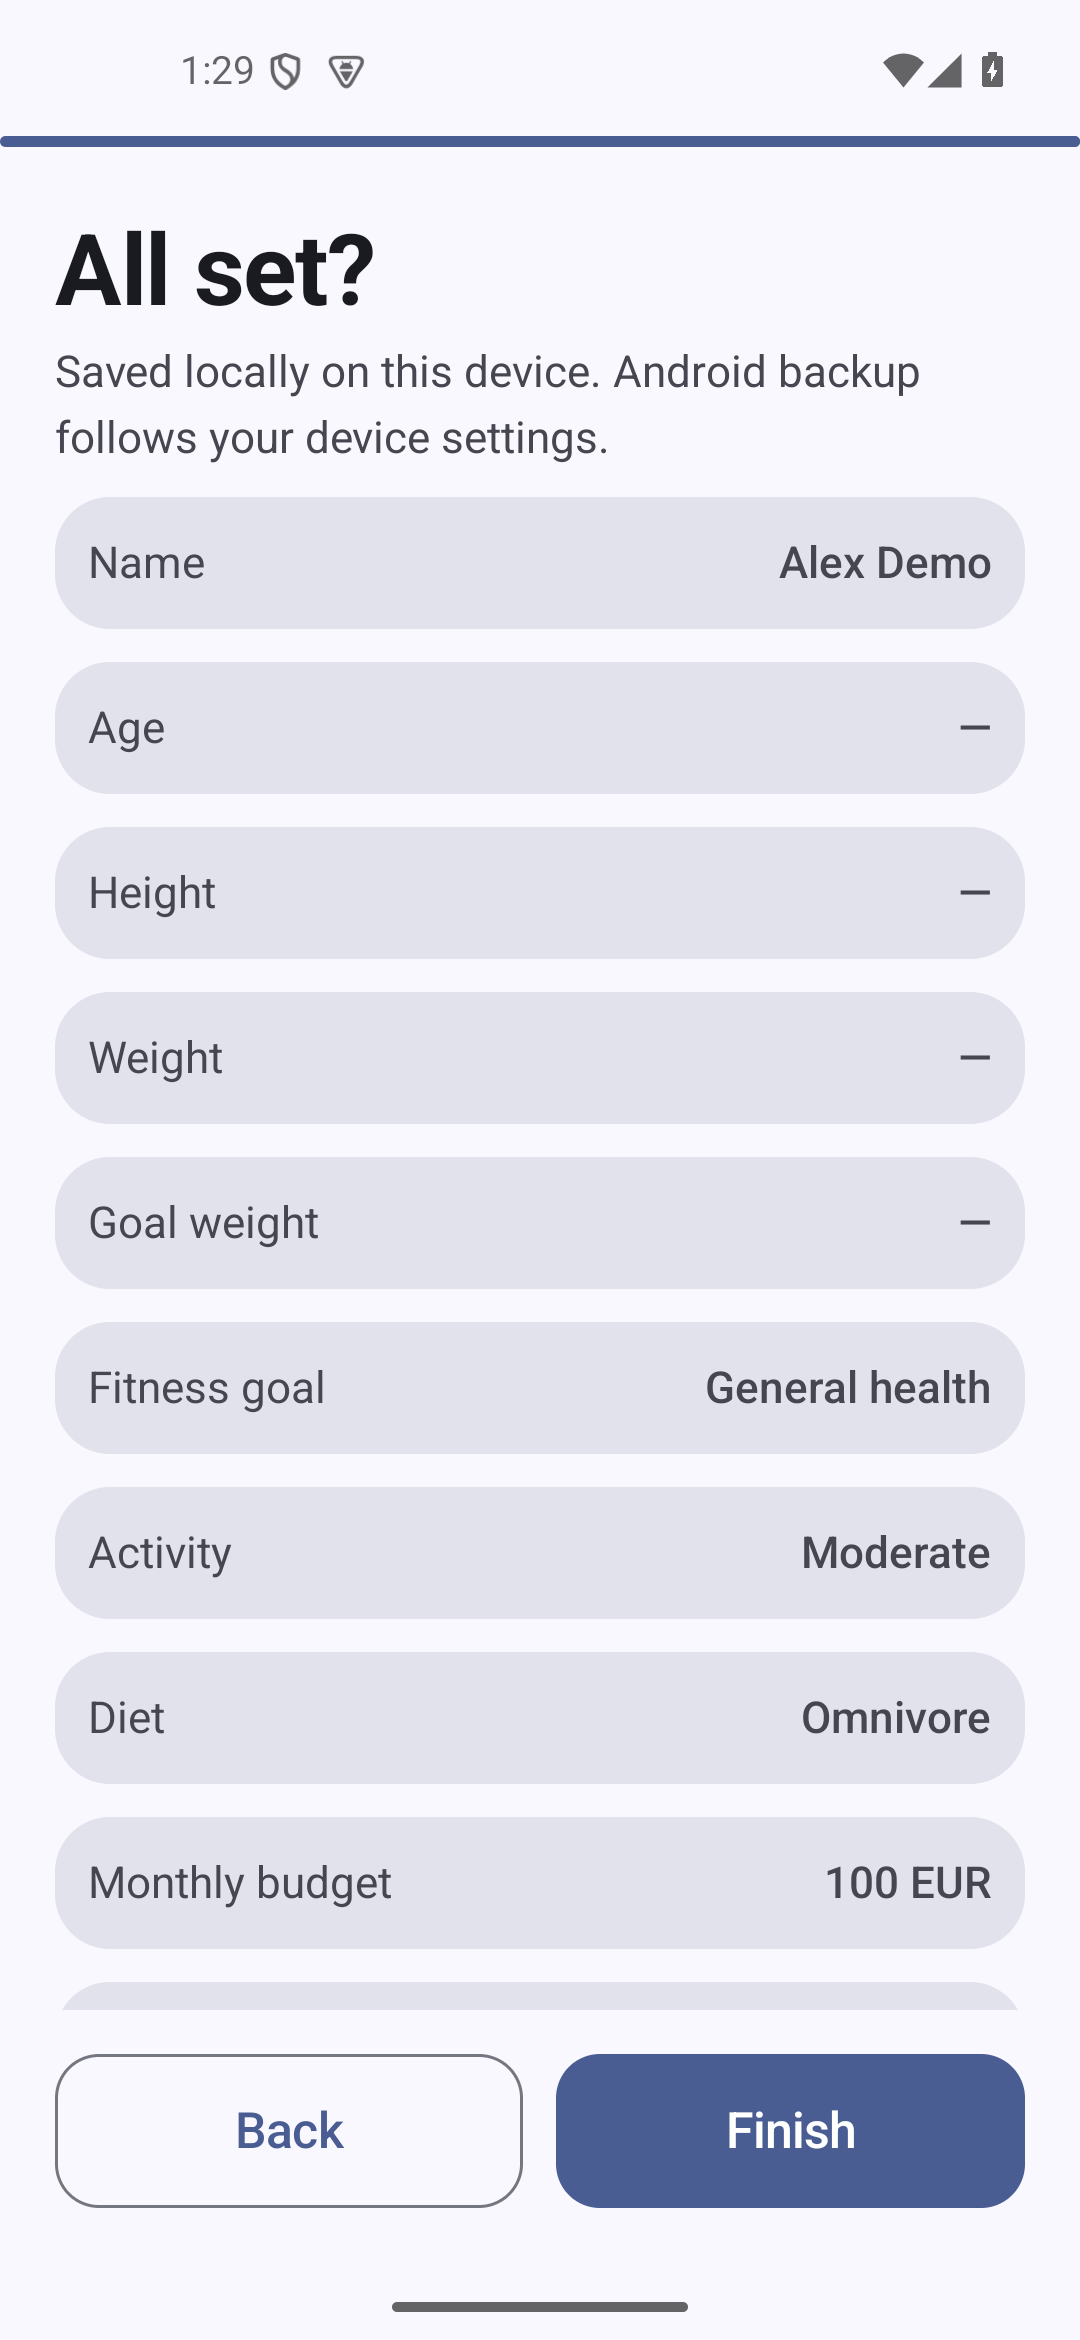 1:29
All set?
Saved locally on this device. Android backup
follows your device settings.
Name Alex Demo
Age –
Height –
Weight –
Goal weight –
Fitness goal General health
Activity Moderate
Diet Omnivore
Monthly budget 100 EUR
Back Finish